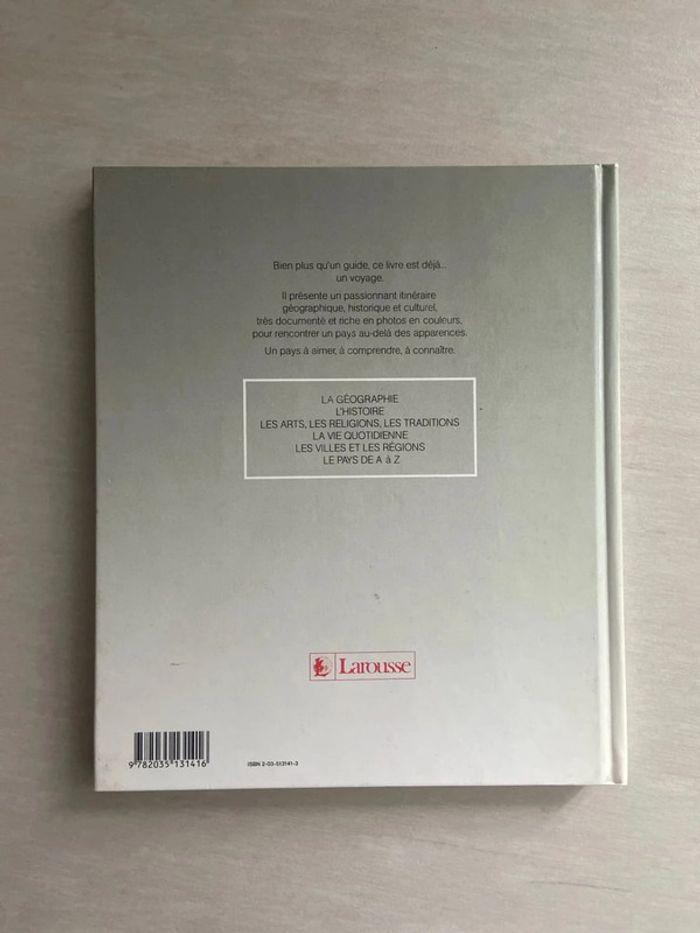 Bien plus qu'un guide, ce livre est déjà...
un voyage.
Il présente un passionnant itinéraire
géographique, historique et culturel,
très documenté et riche en photos en couleurs,
pour rencontrer un pays au-delà des apparences.
Un pays à aimer, à comprendre, à connaître.
LA GÉOGRAPHIE
L'HISTOIRE
LES ARTS, LES RELIGIONS, LES TRADITIONS
LA VIE QUOTIDIENNE
LES VILLES ET LES RÉGIONS
LE PAYS DE A à Z
Larousse
9 782035 131416
ISBN 2-03-513141-3